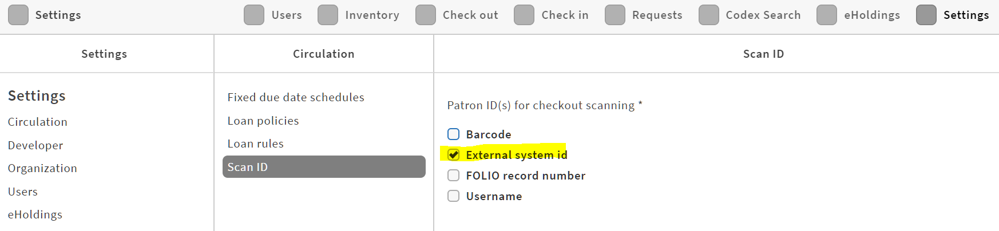 Settings Users Inventory Check out Check in Requests Codex Search eHoldings Settings
Settings Circulation Scan ID
Settings
Circulation
Developer
Organization
Users
eHoldings
Fixed due date schedules
Loan policies
Loan rules
Scan ID
Patron ID(s) for checkout scanning *
Barcode
External system id
FOLIO record number
Username